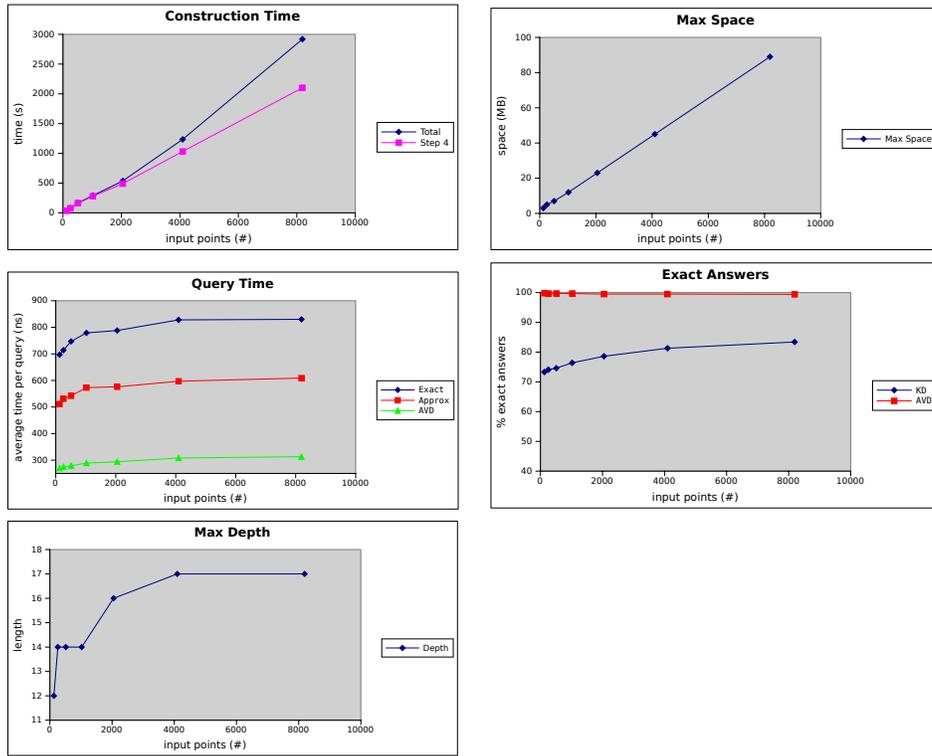 Construction Time
3000
2500
2000
1500
1000
500
0
time (s)
0 2000 4000 6000 8000 10000
input points (#)
Total
Step 4
Max Space
100
80
60
40
20
0
space (MB)
0 2000 4000 6000 8000 10000
input points (#)
Max Space
Query Time
900
800
700
600
500
400
300
average time per query (ns)
0 2000 4000 6000 8000 10000
input points (#)
Exact
Approx
AVD
Exact Answers
100
90
80
70
60
50
40
% exact answers
0 2000 4000 6000 8000 10000
input points (#)
KD
AVD
Max Depth
18
17
16
15
14
13
12
11
length
0 2000 4000 6000 8000 10000
input points (#)
Depth